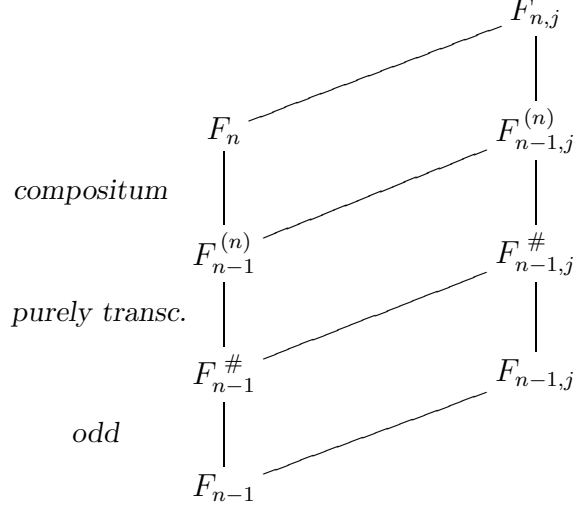 F_{n,j}
F_n F_{n-1,j}^{(n)}
compositum
F_{n-1}^{(n)} F_{n-1,j}^{#}
purely transc.
F_{n-1}^{#} F_{n-1,j}
odd
F_{n-1}